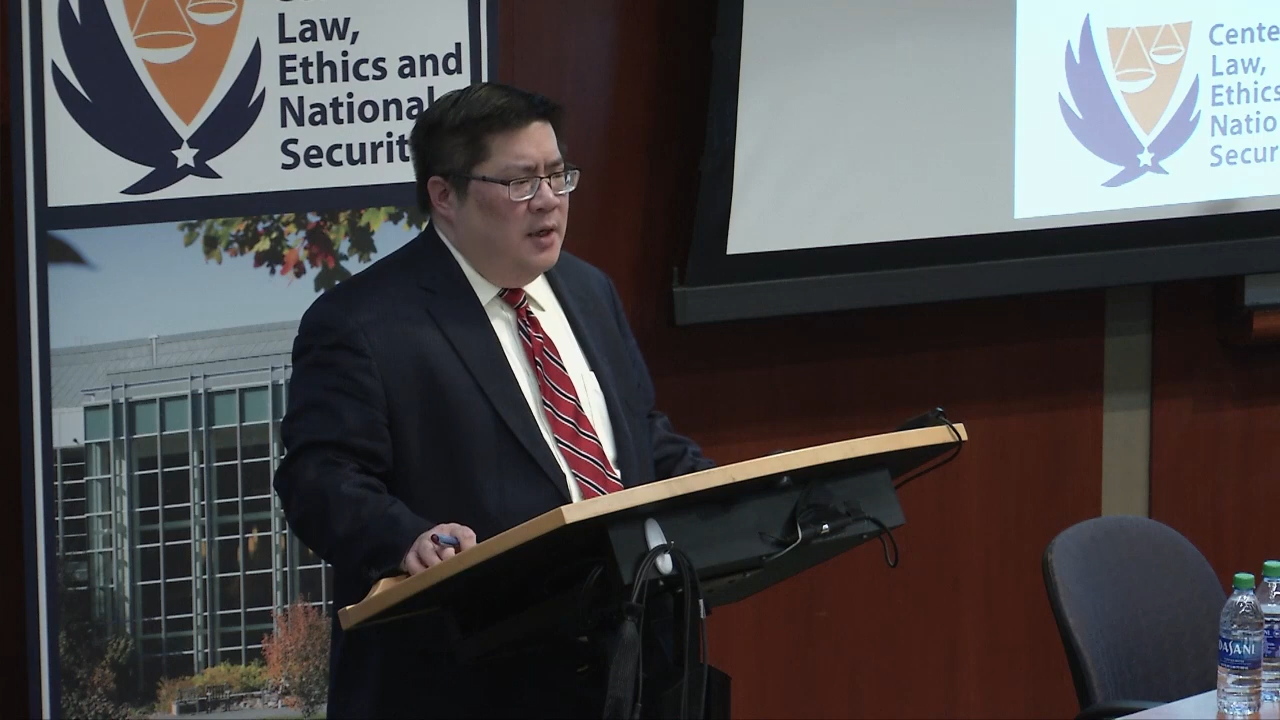 Law,
Ethics and
National
Securit
Cente
Law,
Ethics
Natio
Secur
DASANI